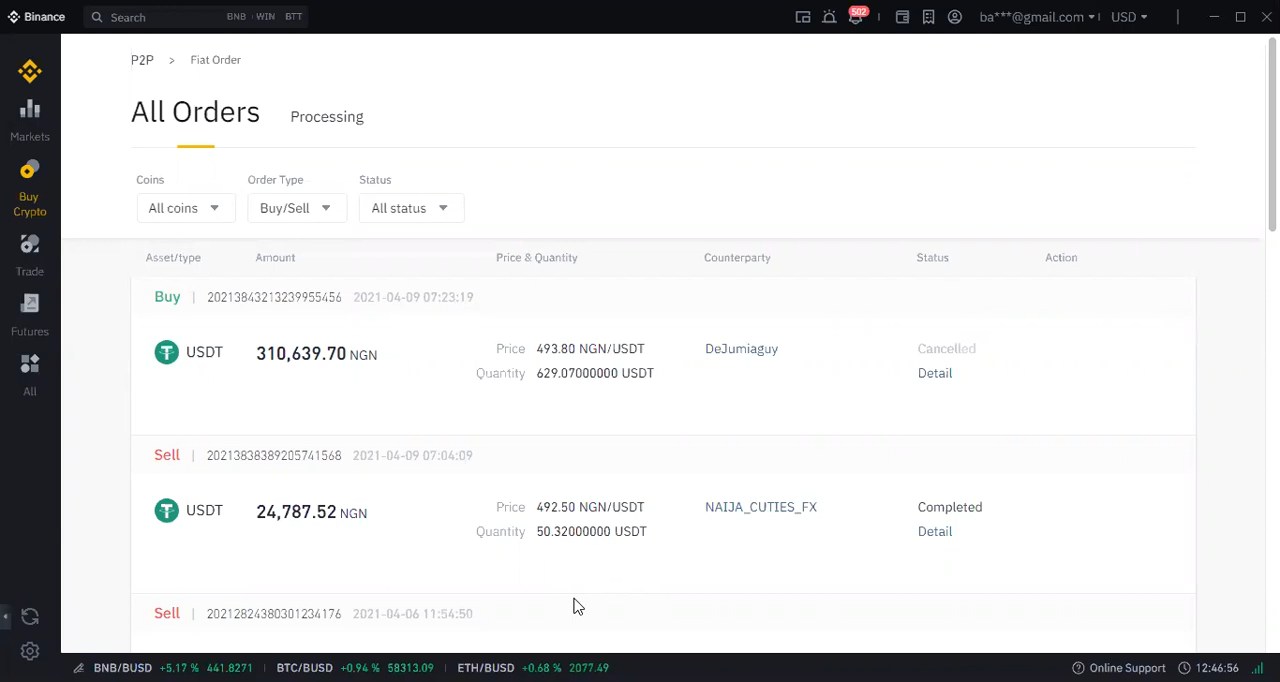 Binance
Search BNB · WIN BTT
502
ba***@gmail.com
USD
Markets
Buy
Crypto
Trade
Futures
All
P2P > Fiat Order
All Orders Processing
Coins Order Type Status
All coins Buy/Sell All status
Asset/type Amount Price & Quantity Counterparty Status Action
Buy | 20213843213239955456 2021-04-09 07:23:19
USDT 310,639.70 NGN Price 493.80 NGN/USDT DeJumiaguy Cancelled
Quantity 629.07000000 USDT Detail
Sell | 20213838389205741568 2021-04-09 07:04:09
USDT 24,787.52 NGN Price 492.50 NGN/USDT NAIJA_CUTIES_FX Completed
Quantity 50.32000000 USDT Detail
Sell | 20212824380301234176 2021-04-06 11:54:50
BNB/BUSD +5.17 % 441.8271 BTC/BUSD +0.94 % 58313.09 ETH/BUSD +0.68 % 2077.49 Online Support 12:46:56